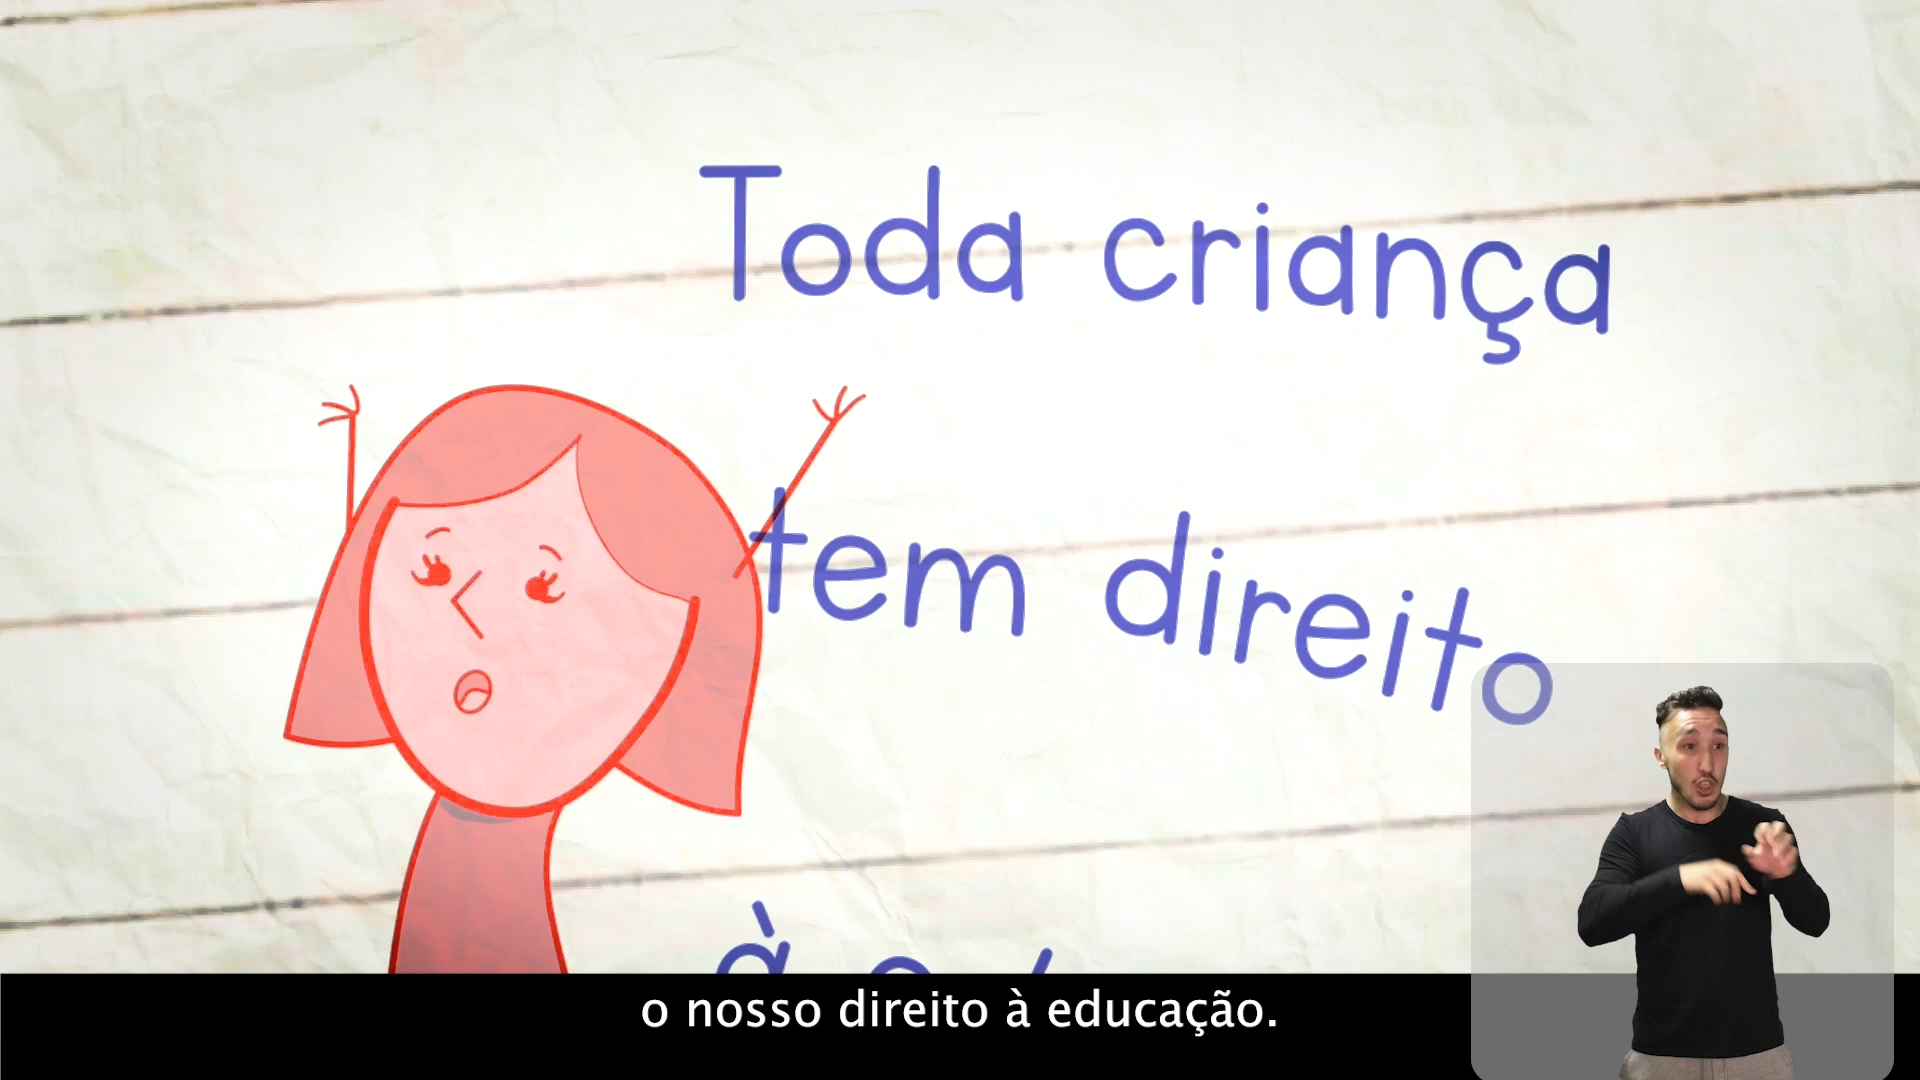 Toda criança
tem direito
à
o nosso direito à educação.